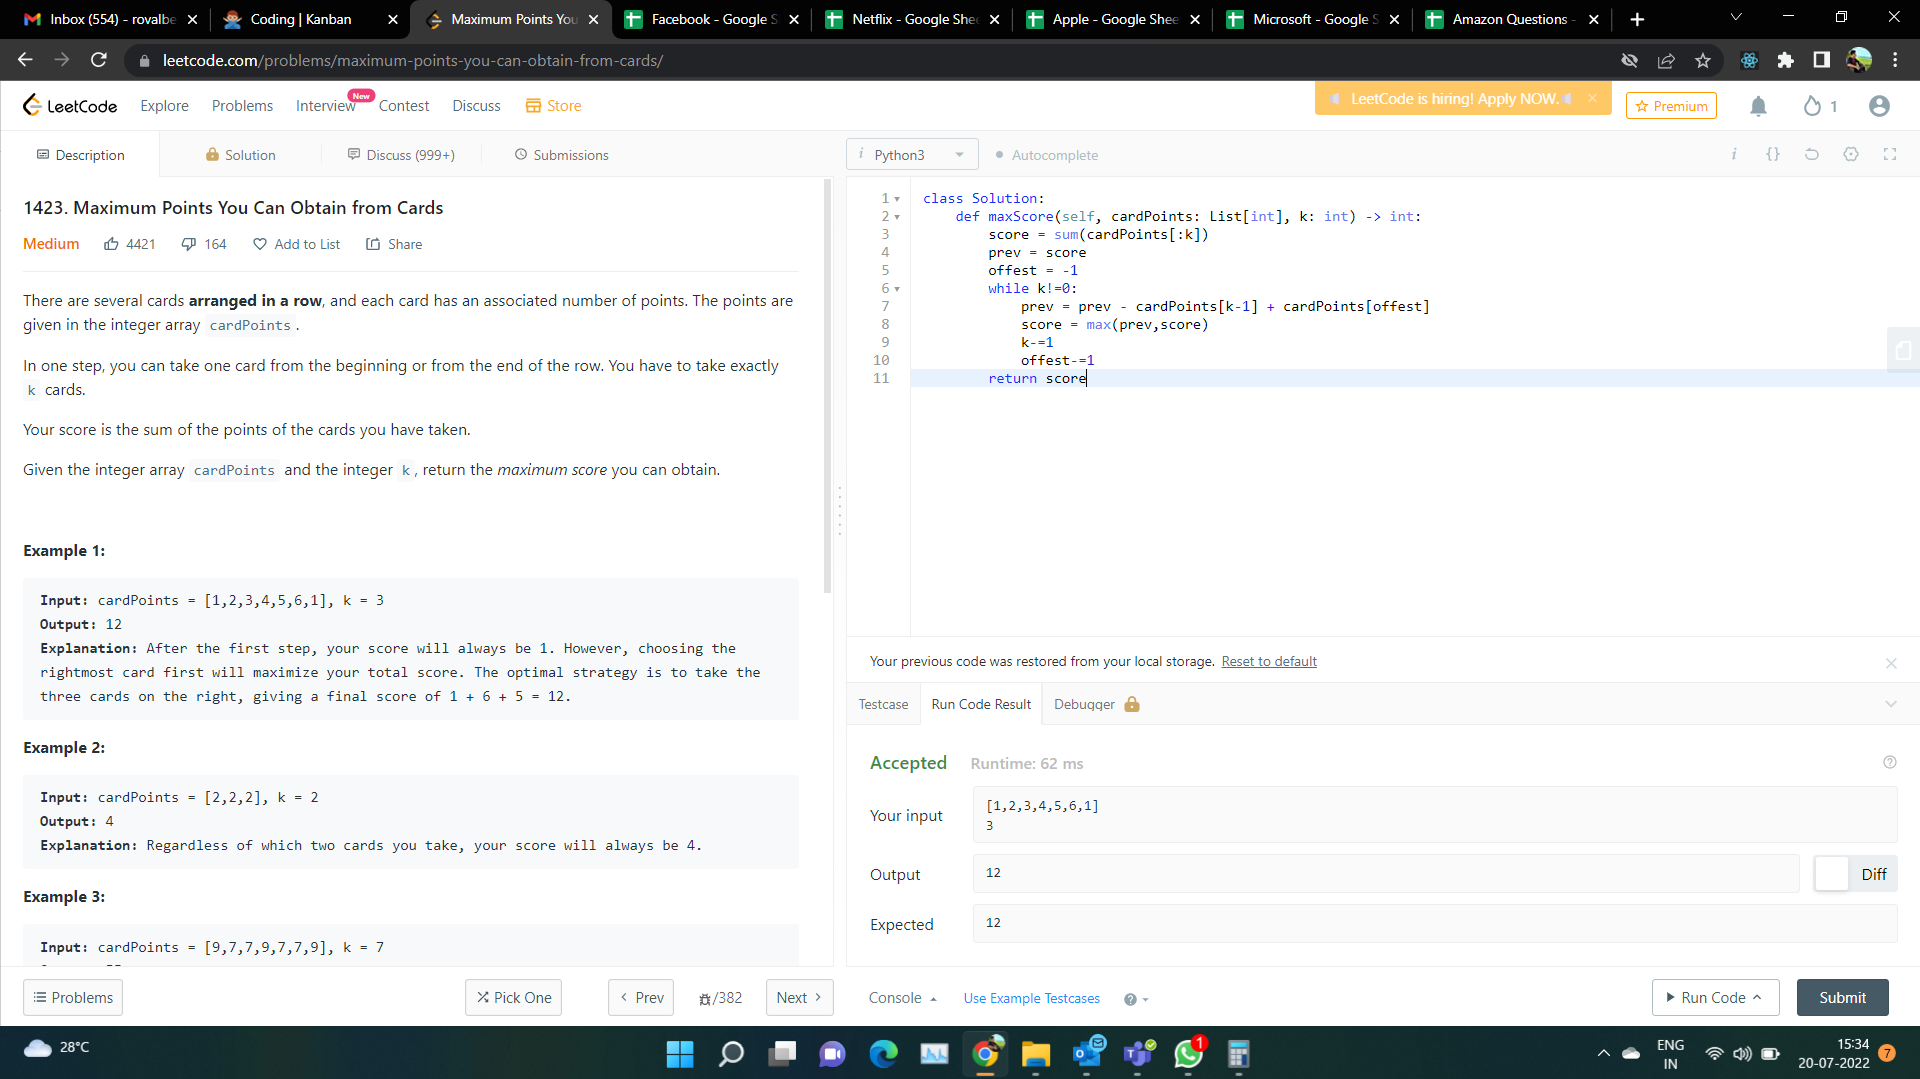 Inbox (554) - rovalbe
Coding | Kanban
Maximum Points You
Facebook - Google S
Netflix - Google She
Apple - Google Shee
Microsoft - Google S
Amazon Questions -
leetcode.com/problems/maximum-points-you-can-obtain-from-cards/
LeetCode
Explore
Problems
Interview
New
Contest
Discuss
Store
LeetCode is hiring! Apply NOW.
Premium
1
Description
Solution
Discuss (999+)
Submissions
i Python3
Autocomplete
i {}
1423. Maximum Points You Can Obtain from Cards
Medium 4421 164 Add to List Share
There are several cards arranged in a row, and each card has an associated number of points. The points are
given in the integer array cardPoints.
In one step, you can take one card from the beginning or from the end of the row. You have to take exactly
k cards.
Your score is the sum of the points of the cards you have taken.
Given the integer array cardPoints and the integer k, return the maximum score you can obtain.
Example 1:
Input: cardPoints = [1,2,3,4,5,6,1], k = 3
Output: 12
Explanation: After the first step, your score will always be 1. However, choosing the
rightmost card first will maximize your total score. The optimal strategy is to take the
three cards on the right, giving a final score of 1 + 6 + 5 = 12.
Example 2:
Input: cardPoints = [2,2,2], k = 2
Output: 4
Explanation: Regardless of which two cards you take, your score will always be 4.
Example 3:
Input: cardPoints = [9,7,7,9,7,7,9], k = 7
1 class Solution:
2 def maxScore(self, cardPoints: List[int], k: int) -> int:
3 score = sum(cardPoints[:k])
4 prev = score
5 offest = -1
6 while k!=0:
7 prev = prev - cardPoints[k-1] + cardPoints[offest]
8 score = max(prev,score)
9 k-=1
10 offest-=1
11 return score
Your previous code was restored from your local storage. Reset to default
Testcase
Run Code Result
Debugger
Accepted Runtime: 62 ms
Your input
[1,2,3,4,5,6,1]
3
Output
12
Diff
Expected
12
Problems
Pick One
Prev
/382
Next
Console
Use Example Testcases
Run Code
Submit
28°C
1
ENG
IN
15:34
20-07-2022
7